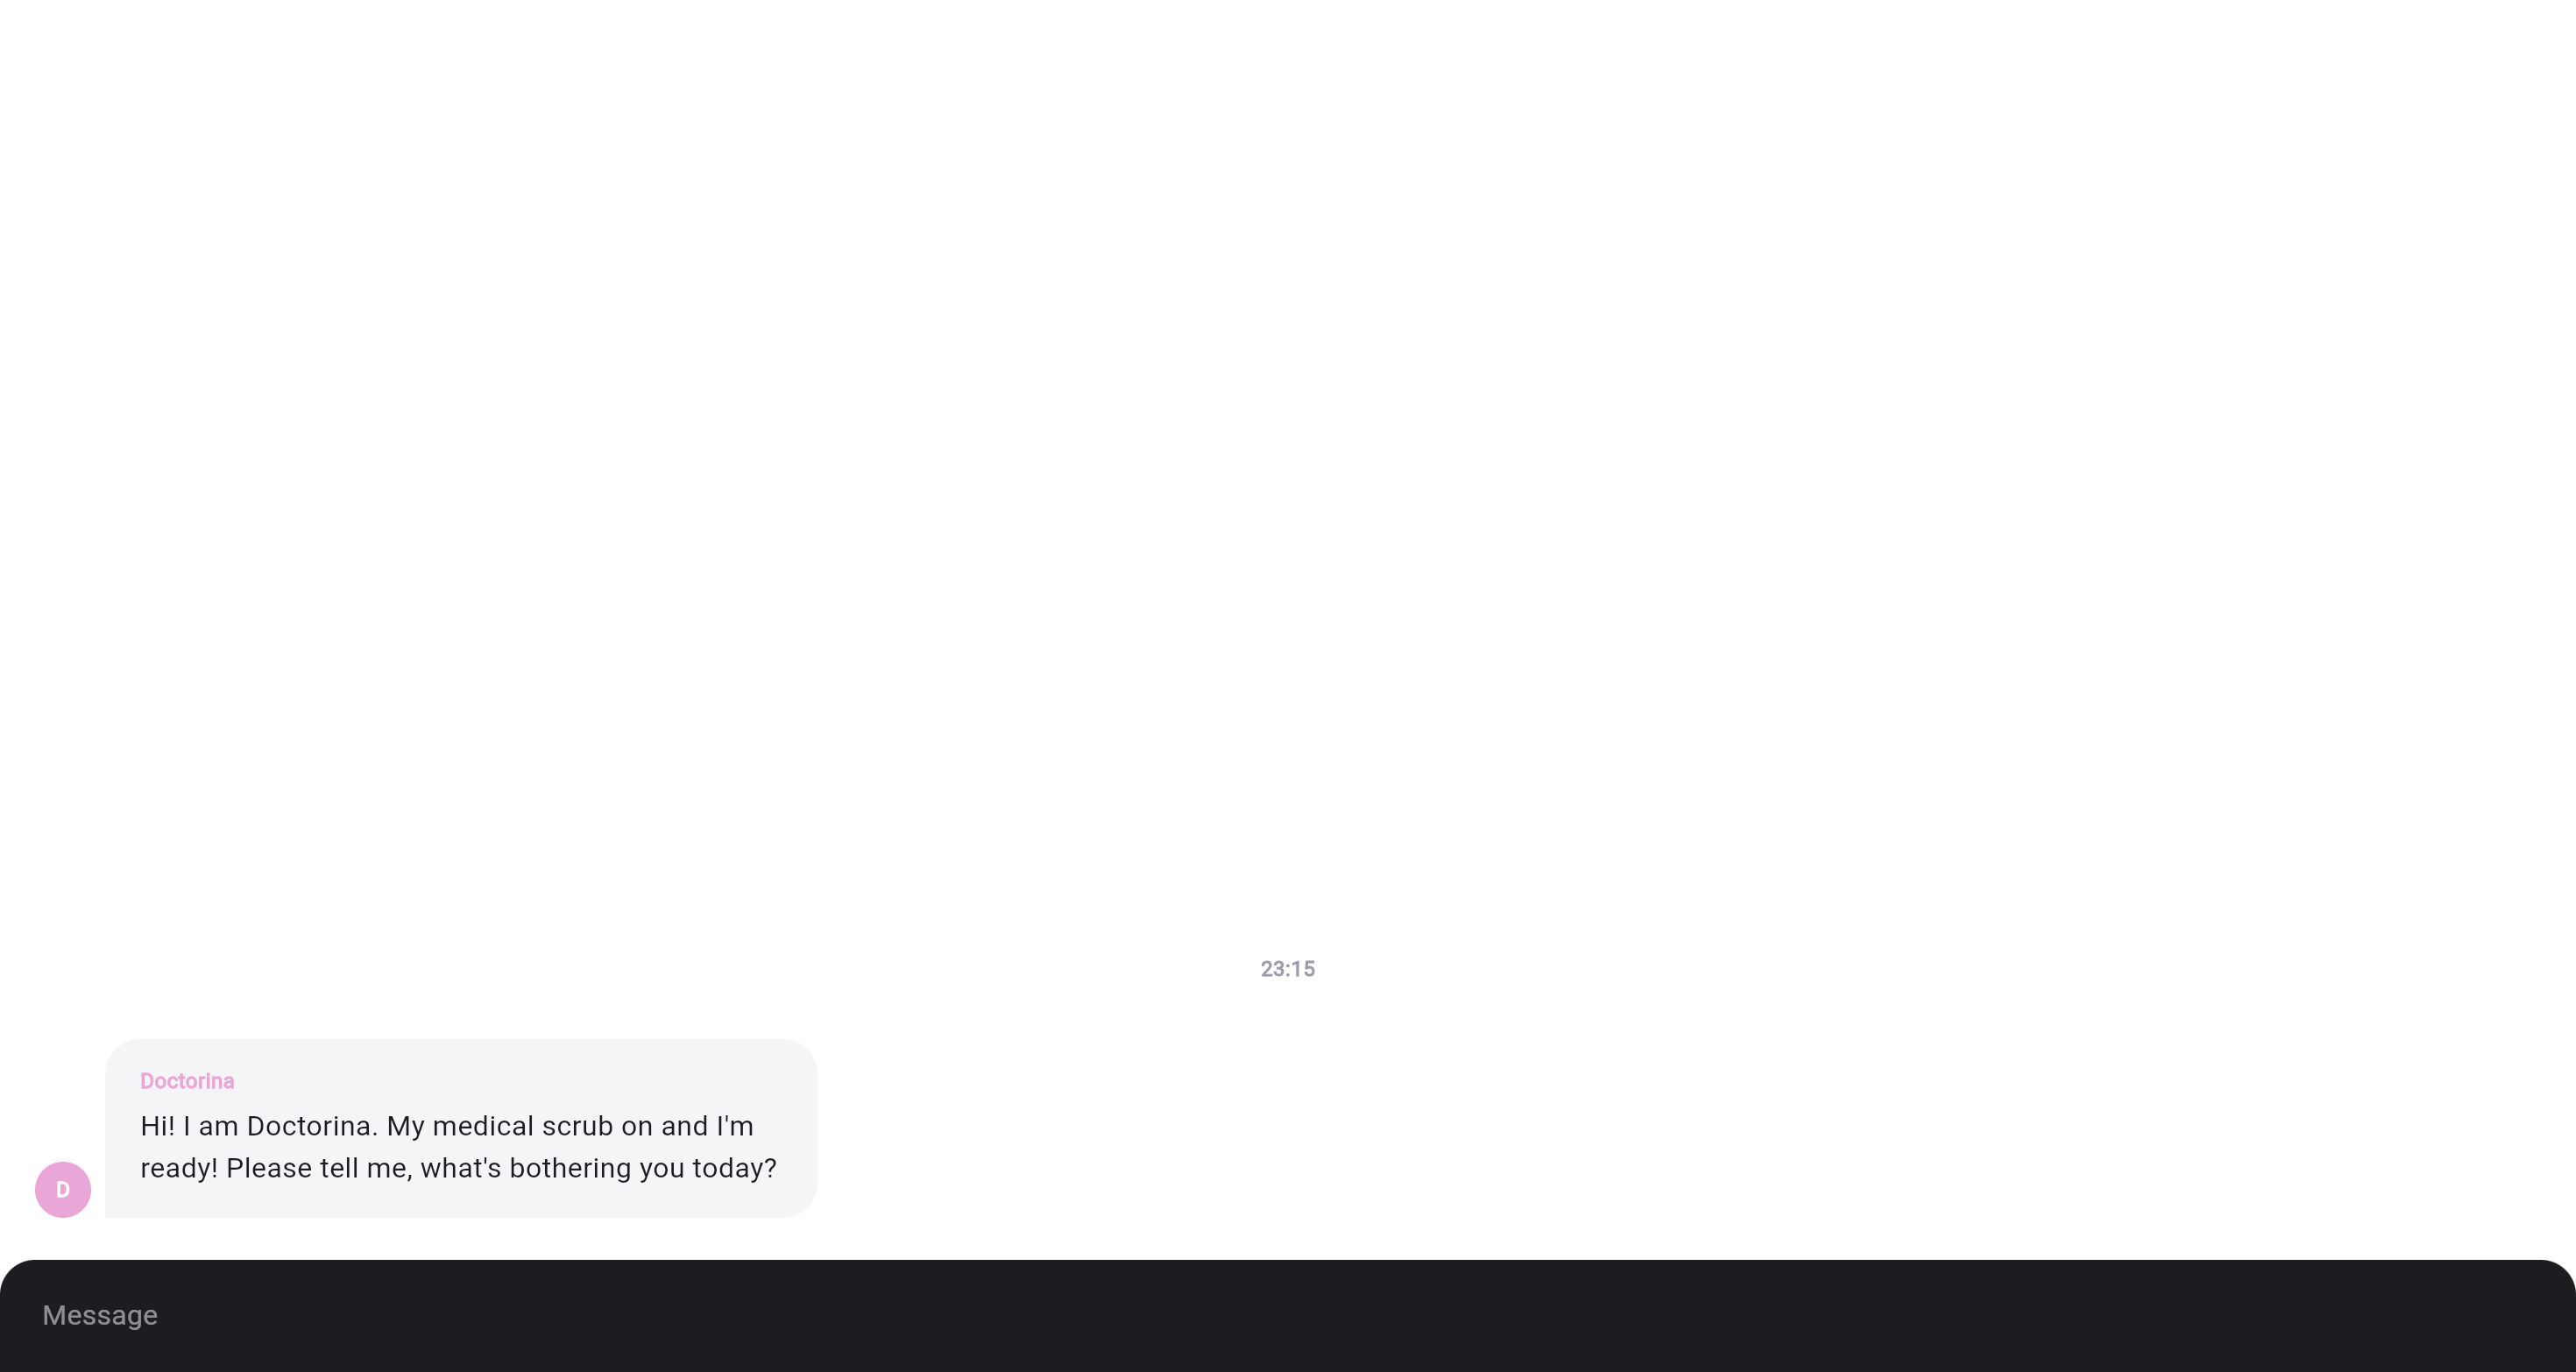 23:15
Doctorina
Hi! I am Doctorina. My medical scrub on and I'm
ready! Please tell me, what's bothering you today?
D
Message